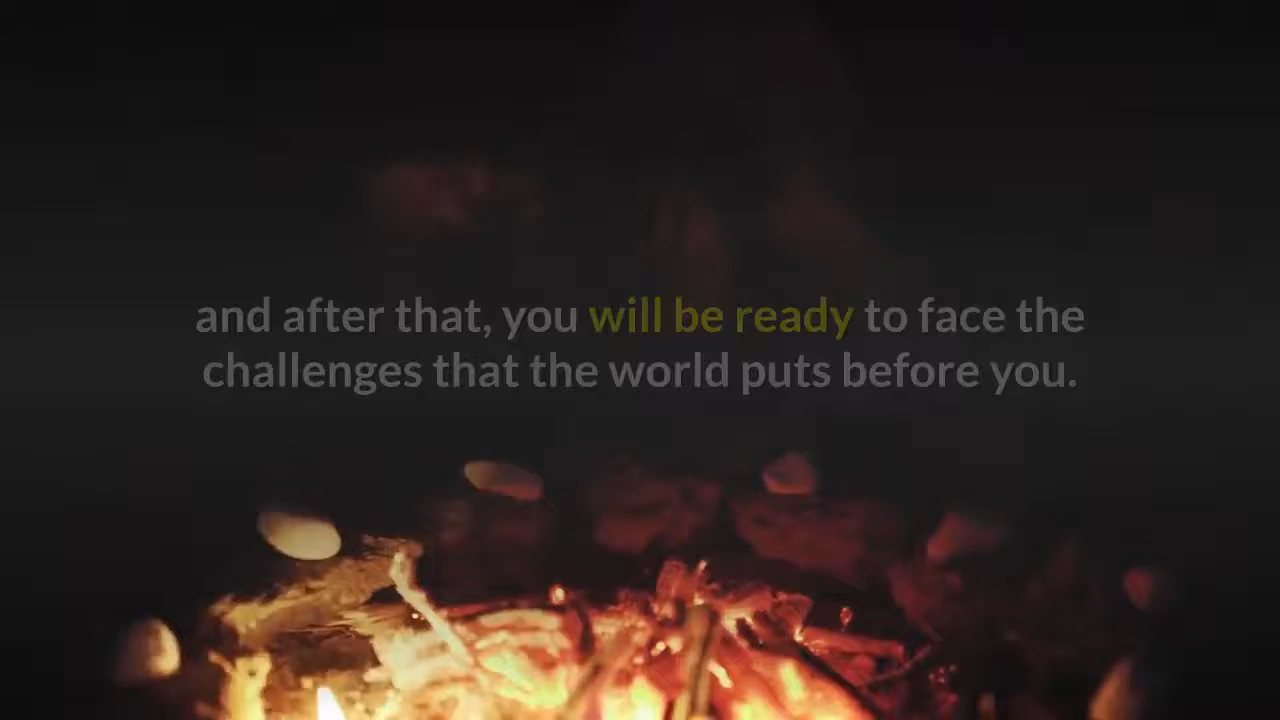 and after that, you will be ready to face the
challenges that the world puts before you.